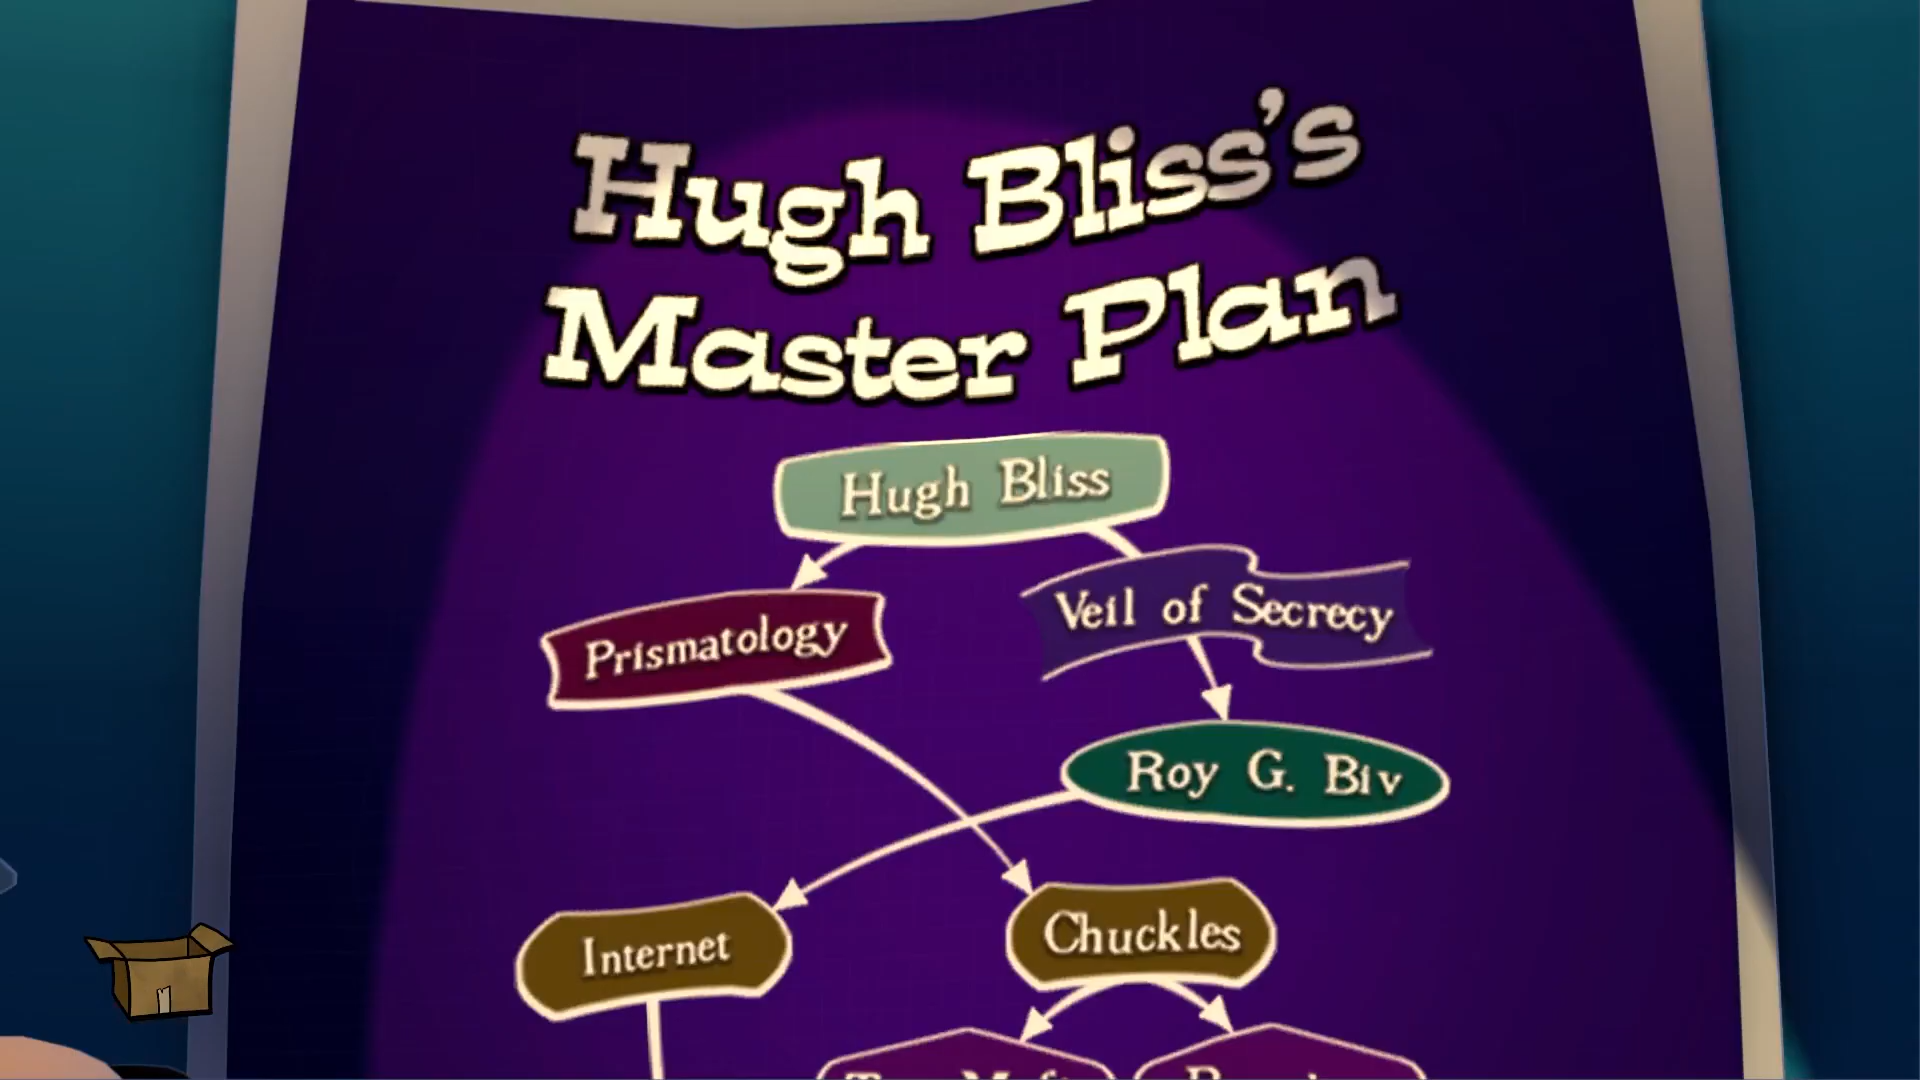 Hugh Bliss's
Master Plan
Hugh Bliss
Prismatology
Veil of Secrecy
Roy G. Biv
Internet
Chuckles